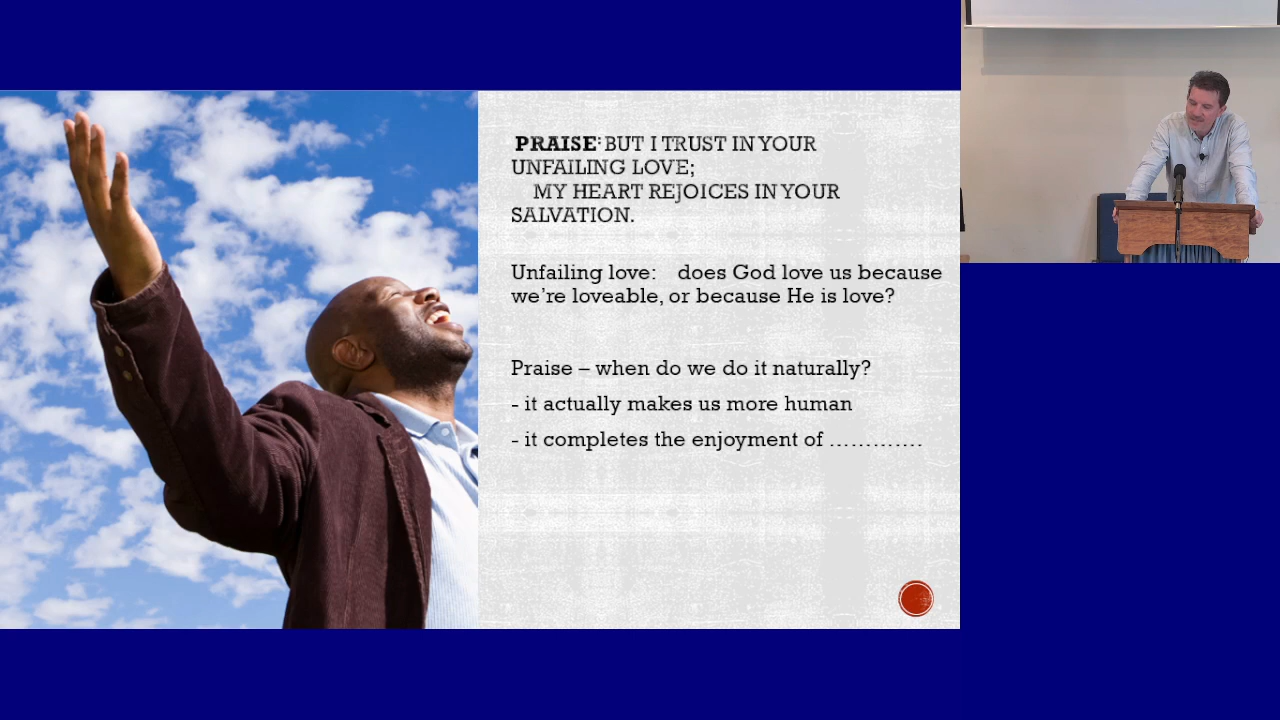 PRAISE: BUT I TRUST IN YOUR
UNFAILING LOVE;
MY HEART REJOICES IN YOUR
SALVATION.
Unfailing love: does God love us because
we're loveable, or because He is love?
Praise – when do we do it naturally?
- it actually makes us more human
- it completes the enjoyment of ………….